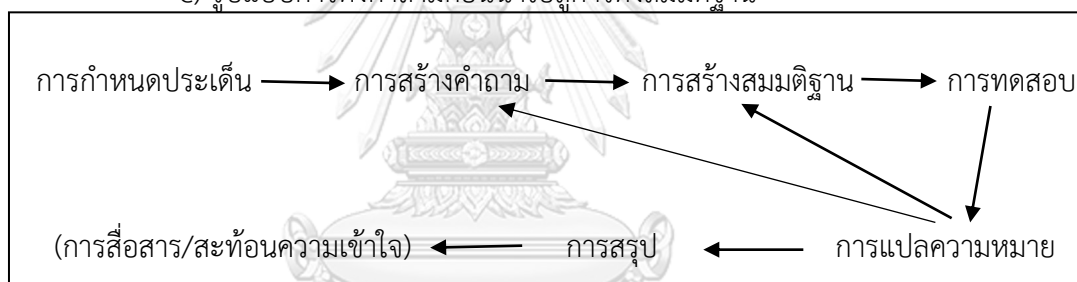 การกำหนดประเด็น การสร้างคำถาม การสร้างสมมติฐาน การทดสอบ
(การสื่อสาร/สะท้อนความเข้าใจ) การสรุป การแปลความหมาย